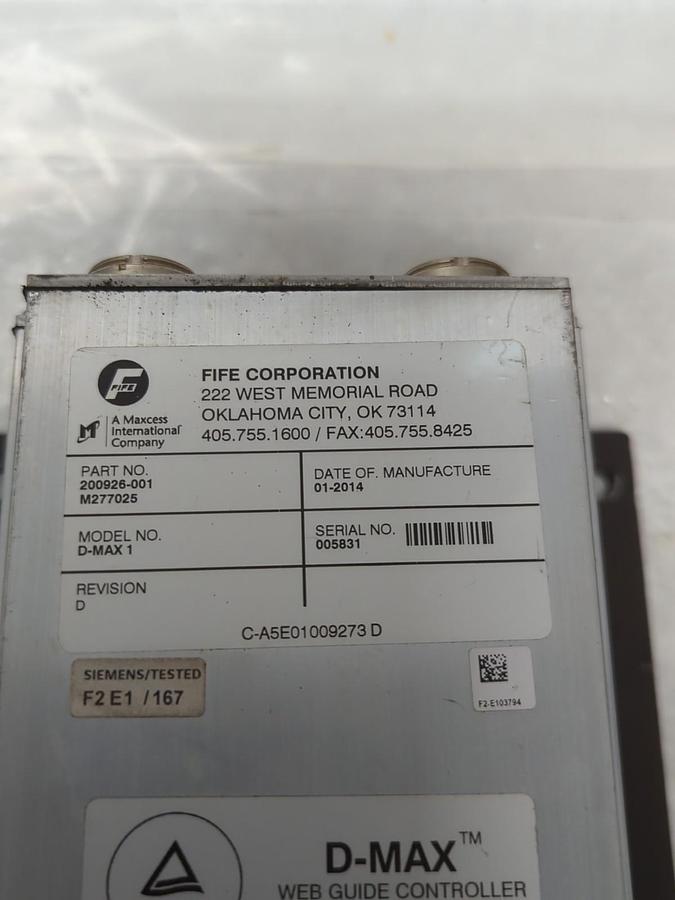 FIFE
FIFE CORPORATION
222 WEST MEMORIAL ROAD
OKLAHOMA CITY, OK 73114
405.755.1600 / FAX:405.755.8425
A Maxcess
International
Company
PART NO.
200926-001
M277025
DATE OF. MANUFACTURE
01-2014
MODEL NO.
D-MAX 1
SERIAL NO.
005831
REVISION
D
C-A5E01009273 D
SIEMENS/TESTED
F2 E1 /167
F2-E103794
D-MAX™
WEB GUIDE CONTROLLER